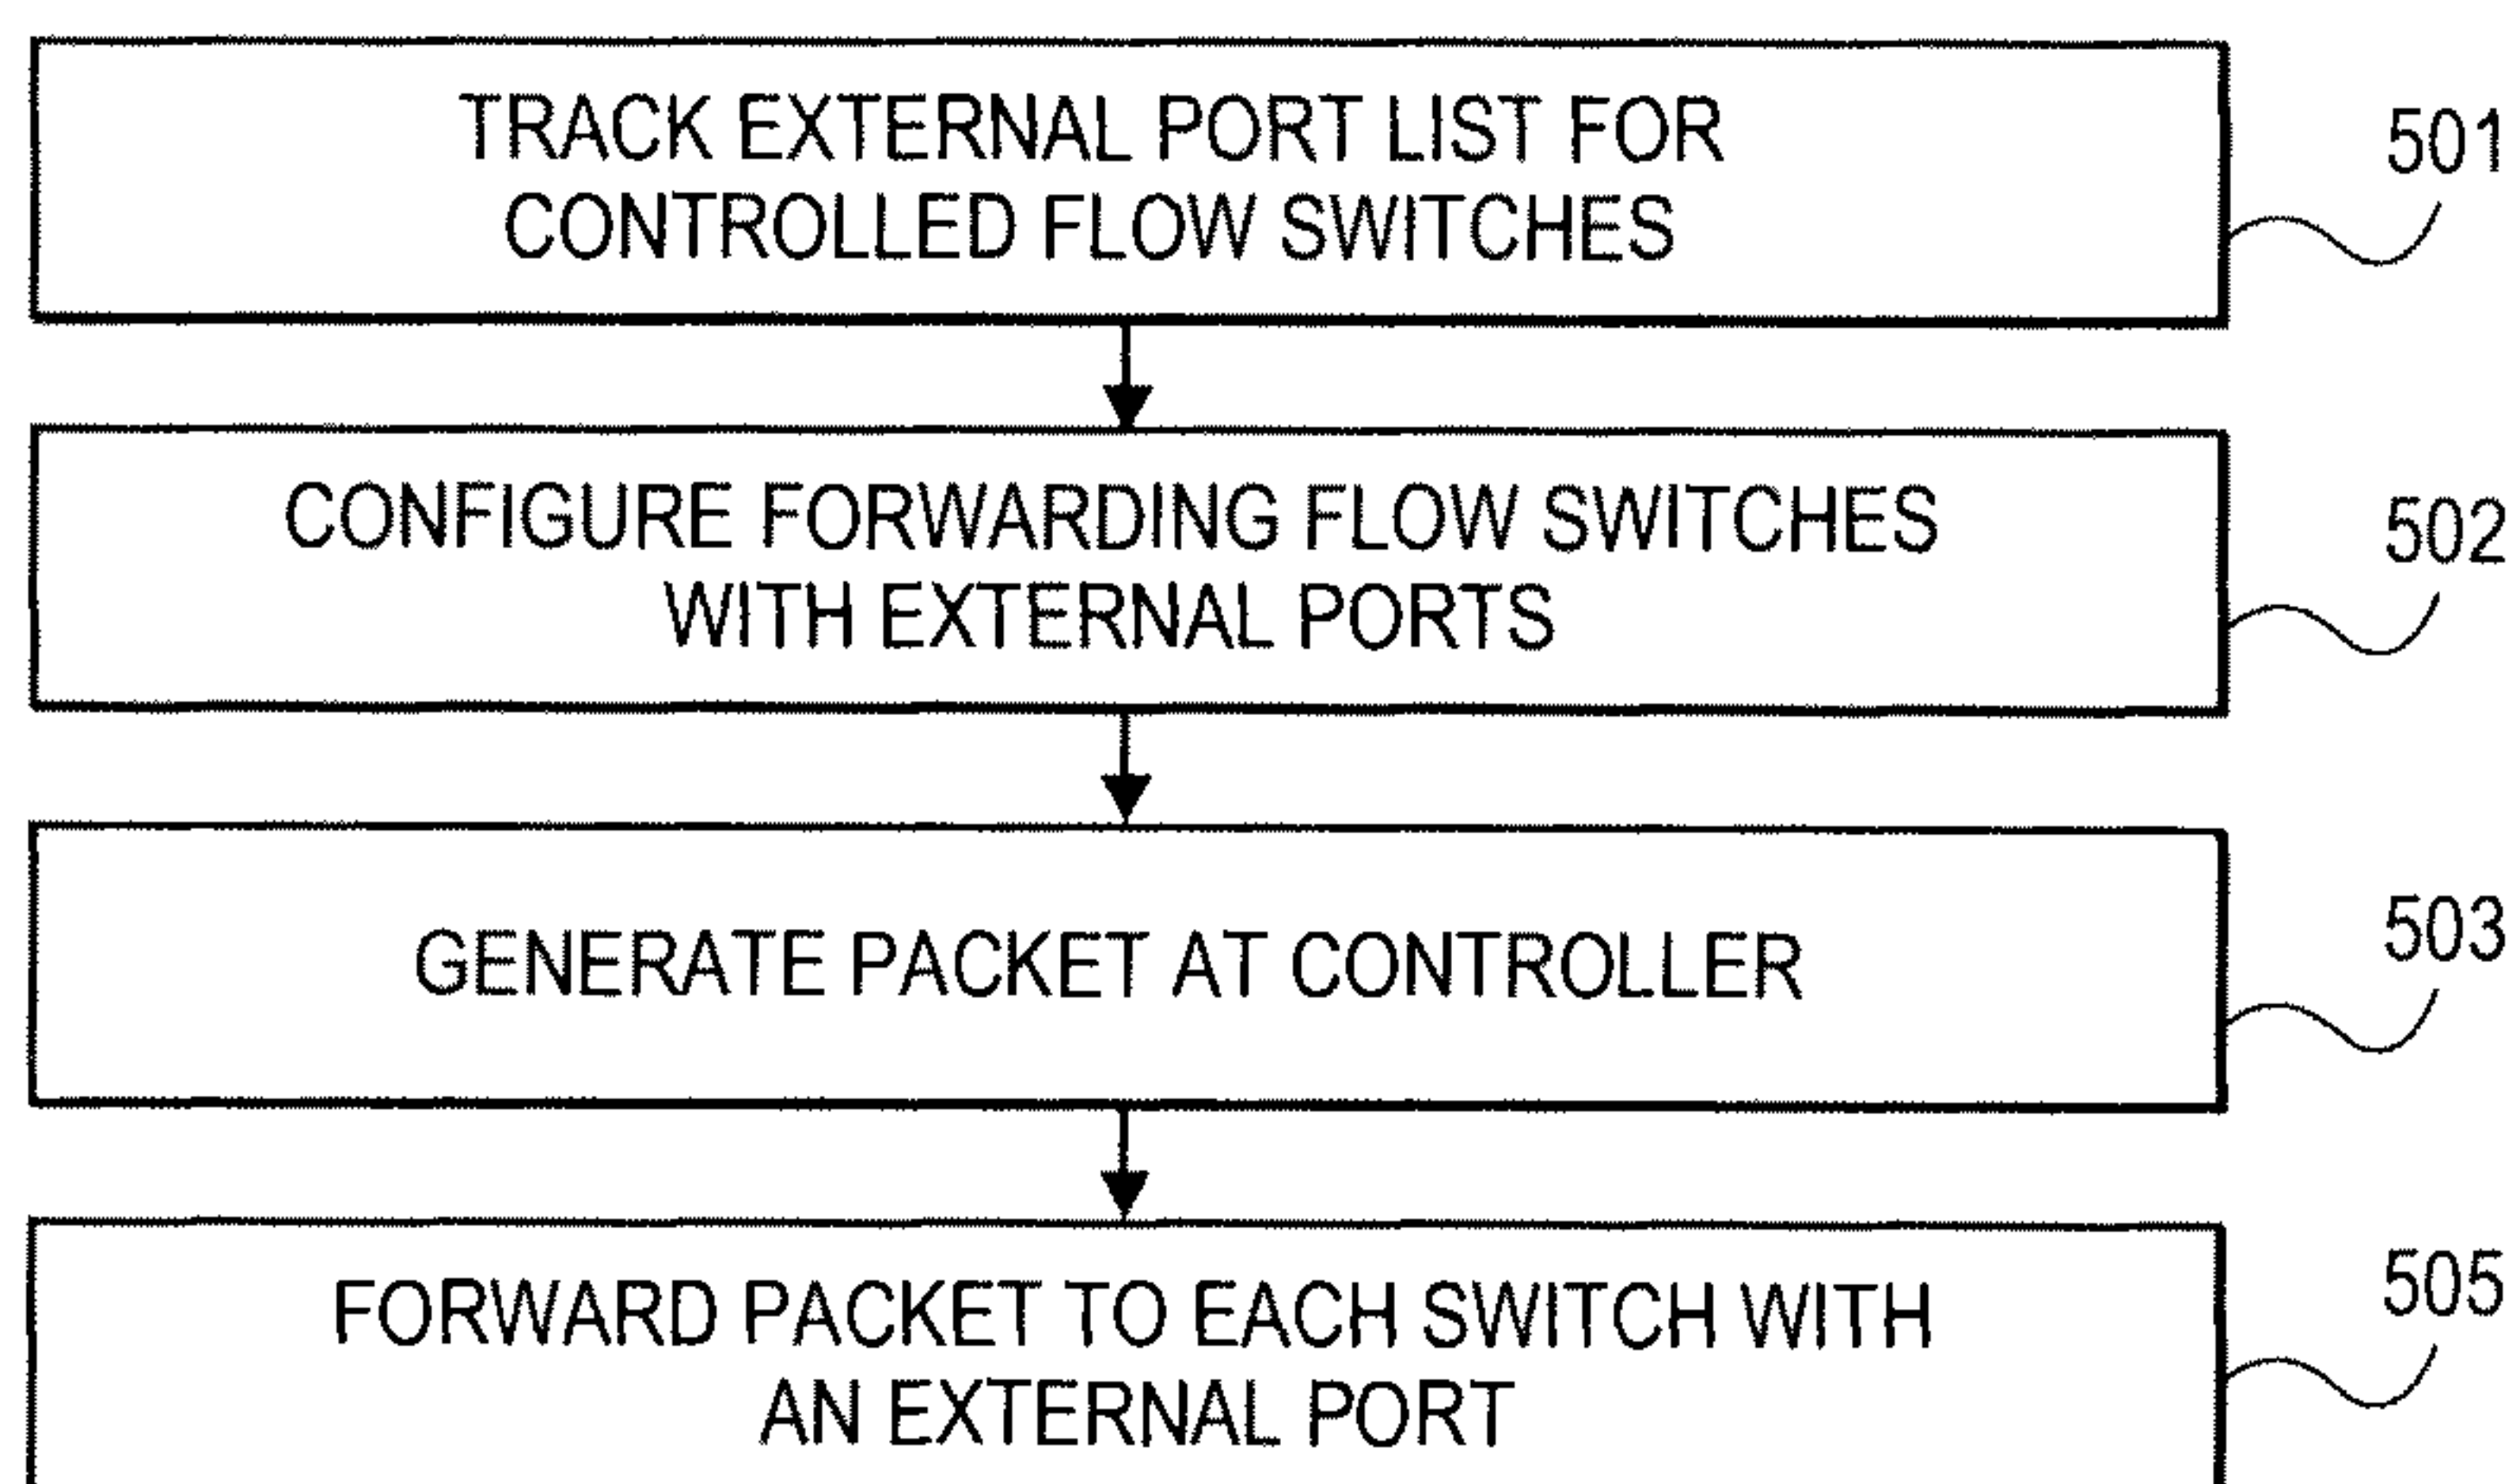 TRACK EXTERNAL PORT LIST FOR
CONTROLLED FLOW SWITCHES
501
CONFIGURE FORWARDING FLOW SWITCHES
WITH EXTERNAL PORTS
502
GENERATE PACKET AT CONTROLLER
503
FORWARD PACKET TO EACH SWITCH WITH
AN EXTERNAL PORT
505